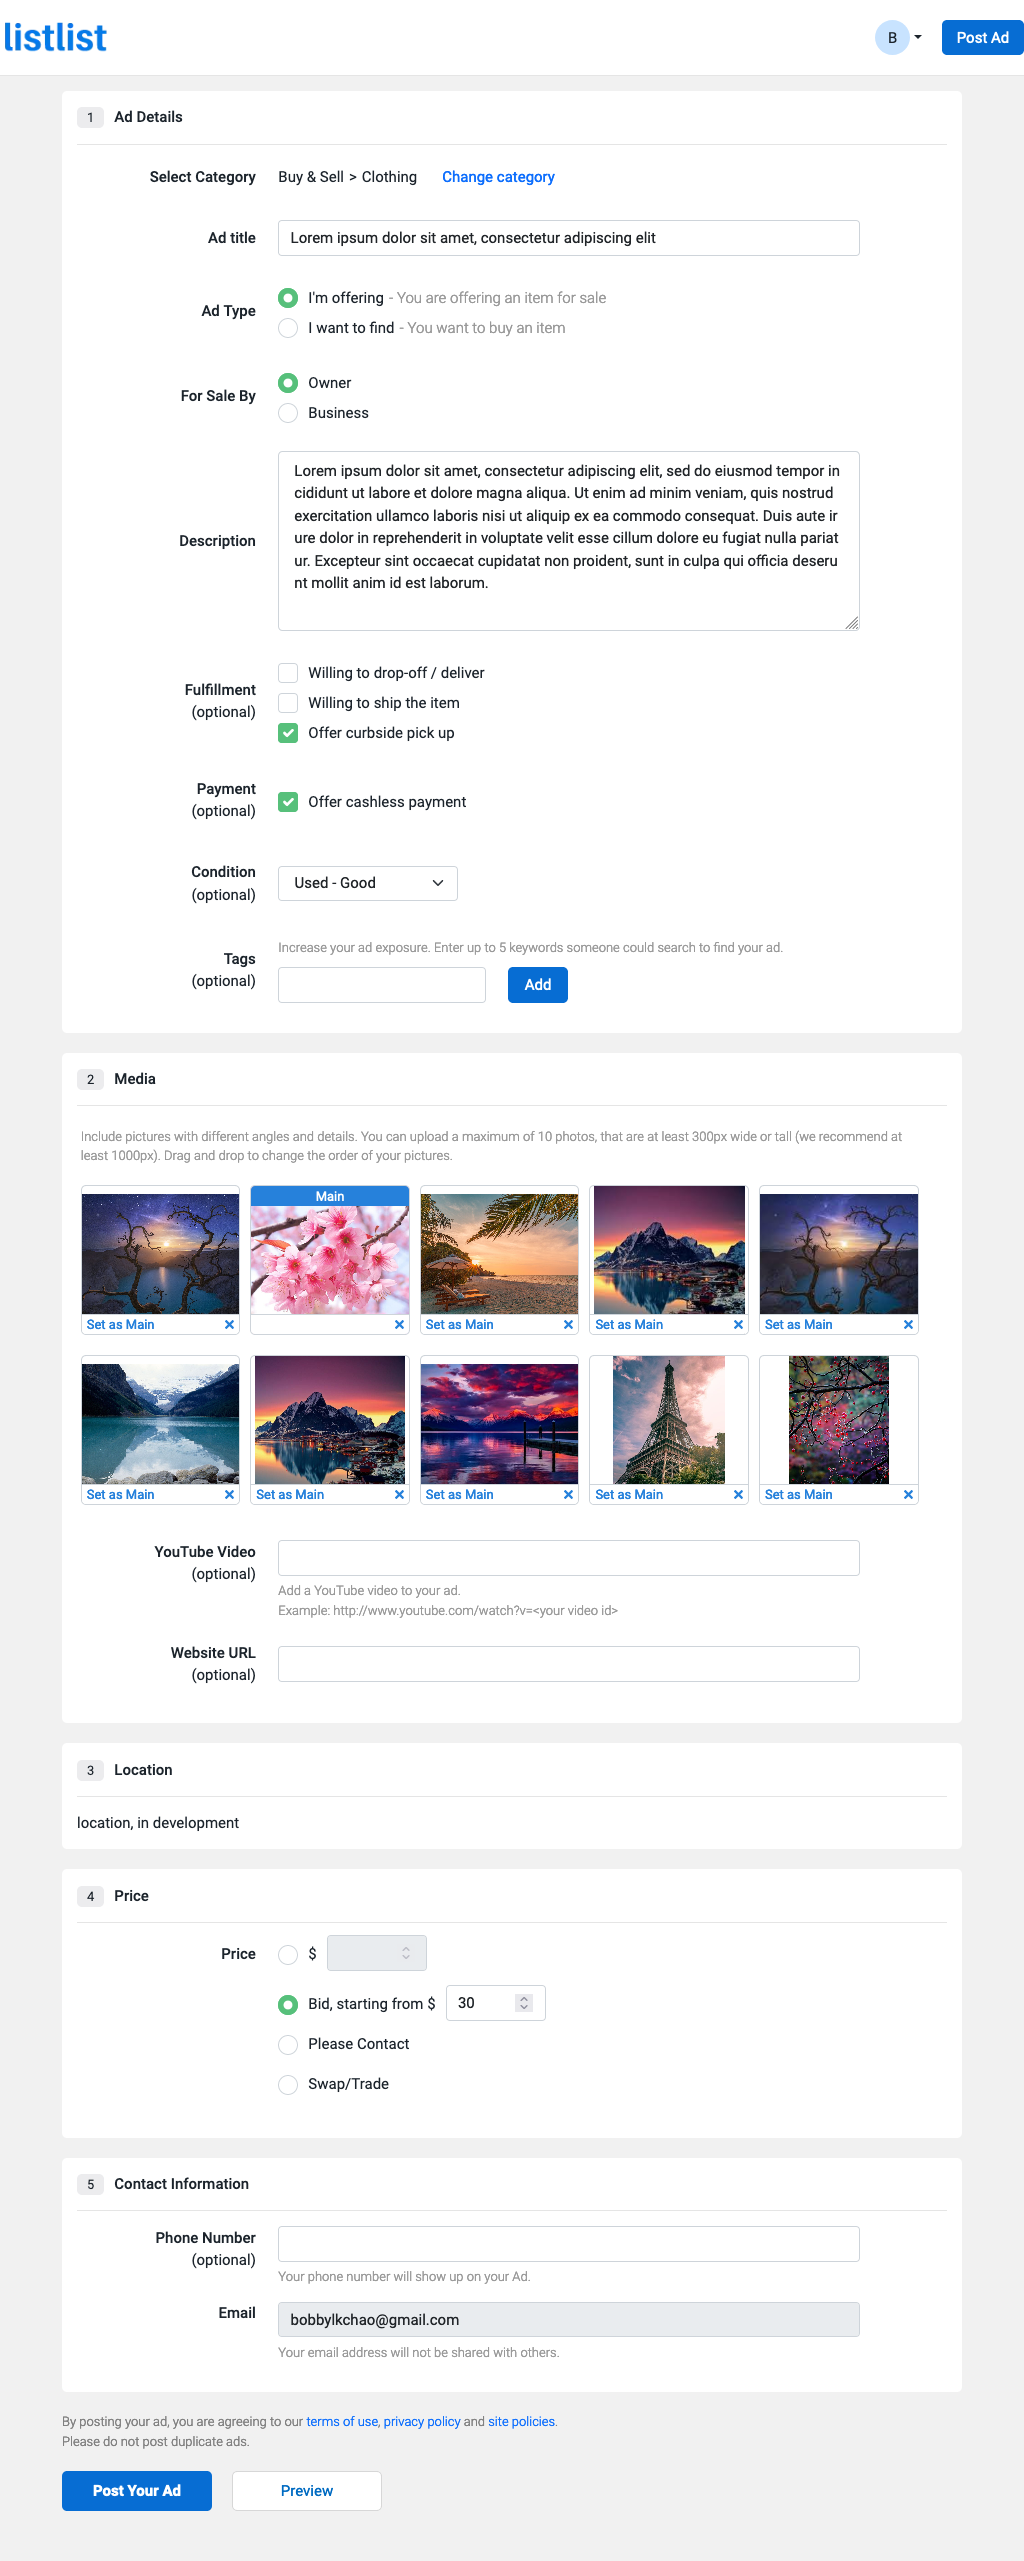 listlist
B
Post Ad
1 Ad Details
Select Category Buy & Sell > Clothing Change category
Ad title Lorem ipsum dolor sit amet, consectetur adipiscing elit
Ad Type
I'm offering - You are offering an item for sale
I want to find - You want to buy an item
For Sale By
Owner
Business
Description
Lorem ipsum dolor sit amet, consectetur adipiscing elit, sed do eiusmod tempor in
cididunt ut labore et dolore magna aliqua. Ut enim ad minim veniam, quis nostrud
exercitation ullamco laboris nisi ut aliquip ex ea commodo consequat. Duis aute ir
ure dolor in reprehenderit in voluptate velit esse cillum dolore eu fugiat nulla pariat
ur. Excepteur sint occaecat cupidatat non proident, sunt in culpa qui officia deseru
nt mollit anim id est laborum.
Fulfillment
(optional)
Willing to drop-off / deliver
Willing to ship the item
Offer curbside pick up
Payment
(optional)
Offer cashless payment
Condition
(optional)
Used - Good
Tags
(optional)
Increase your ad exposure. Enter up to 5 keywords someone could search to find your ad.
Add
2 Media
Include pictures with different angles and details. You can upload a maximum of 10 photos, that are at least 300px wide or tall (we recommend at
least 1000px). Drag and drop to change the order of your pictures.
Main
Set as Main Set as Main Set as Main Set as Main
Set as Main Set as Main Set as Main Set as Main Set as Main
YouTube Video
(optional)
Add a YouTube video to your ad.
Example: http://www.youtube.com/watch?v=<your video id>
Website URL
(optional)
3 Location
location, in development
4 Price
Price $
Bid, starting from $ 30
Please Contact
Swap/Trade
5 Contact Information
Phone Number
(optional)
Your phone number will show up on your Ad.
Email bobbylkchao@gmail.com
Your email address will not be shared with others.
By posting your ad, you are agreeing to our terms of use, privacy policy and site policies.
Please do not post duplicate ads.
Post Your Ad Preview